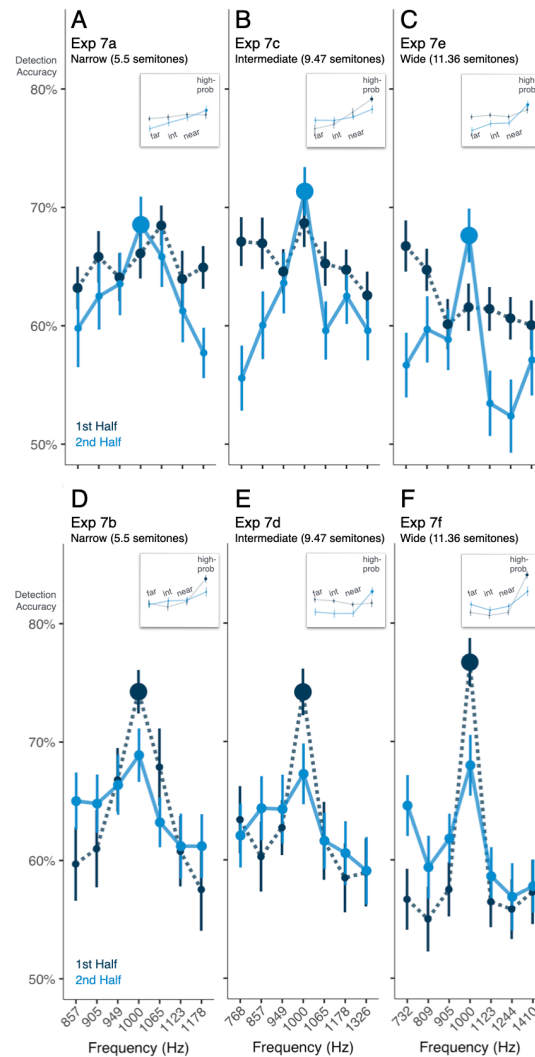 A
Exp 7a
Narrow (5.5 semitones)
B
Exp 7c
Intermediate (9.47 semitones)
C
Exp 7e
Wide (11.36 semitones)
Detection
Accuracy
80%
70%
60%
50%
high-
prob
far int near
high-
prob
far int near
high-
prob
far int near
1st Half
2nd Half
D
Exp 7b
Narrow (5.5 semitones)
E
Exp 7d
Intermediate (9.47 semitones)
F
Exp 7f
Wide (11.36 semitones)
Detection
Accuracy
80%
70%
60%
50%
high-
prob
far int near
high-
prob
far int near
high-
prob
far int near
1st Half
2nd Half
857 905 949 1000 1065 1123 1178
768 857 949 1000 1065 1178 1326
732 809 905 1000 1123 1244 1410
Frequency (Hz) Frequency (Hz) Frequency (Hz)